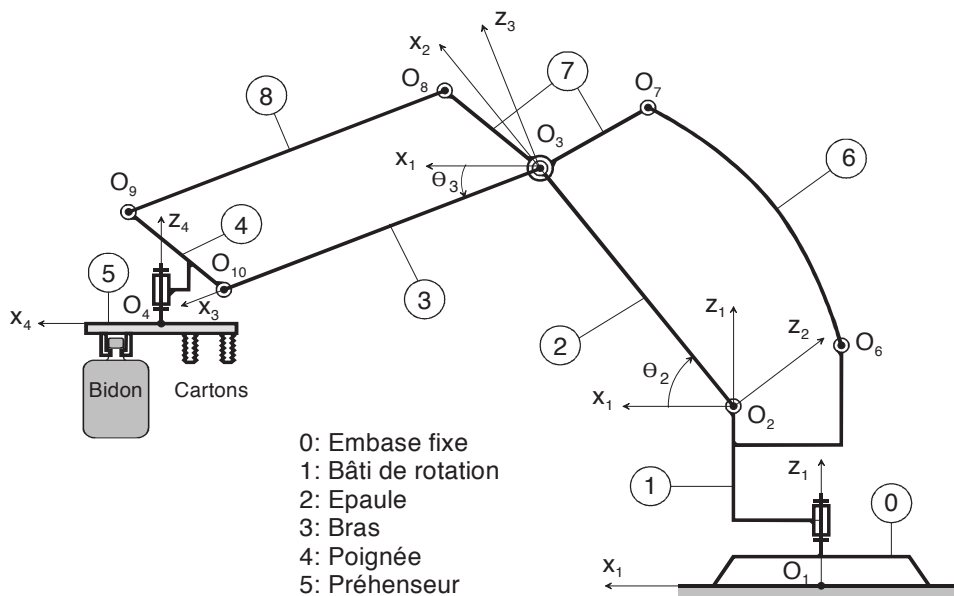 z₃
x₂
O₈
7
O₇
8
O₃
x₁
θ₃
6
O₉
z₄
4
O₁₀
5
O₄
x₃
3
x₄
z₁
z₂
2
O₆
Bidon
Cartons
θ₂
x₁
O₂
0: Embase fixe
1: Bâti de rotation
2: Epaule
3: Bras
4: Poignée
5: Préhenseur
z₁
1
0
x₁
O₁